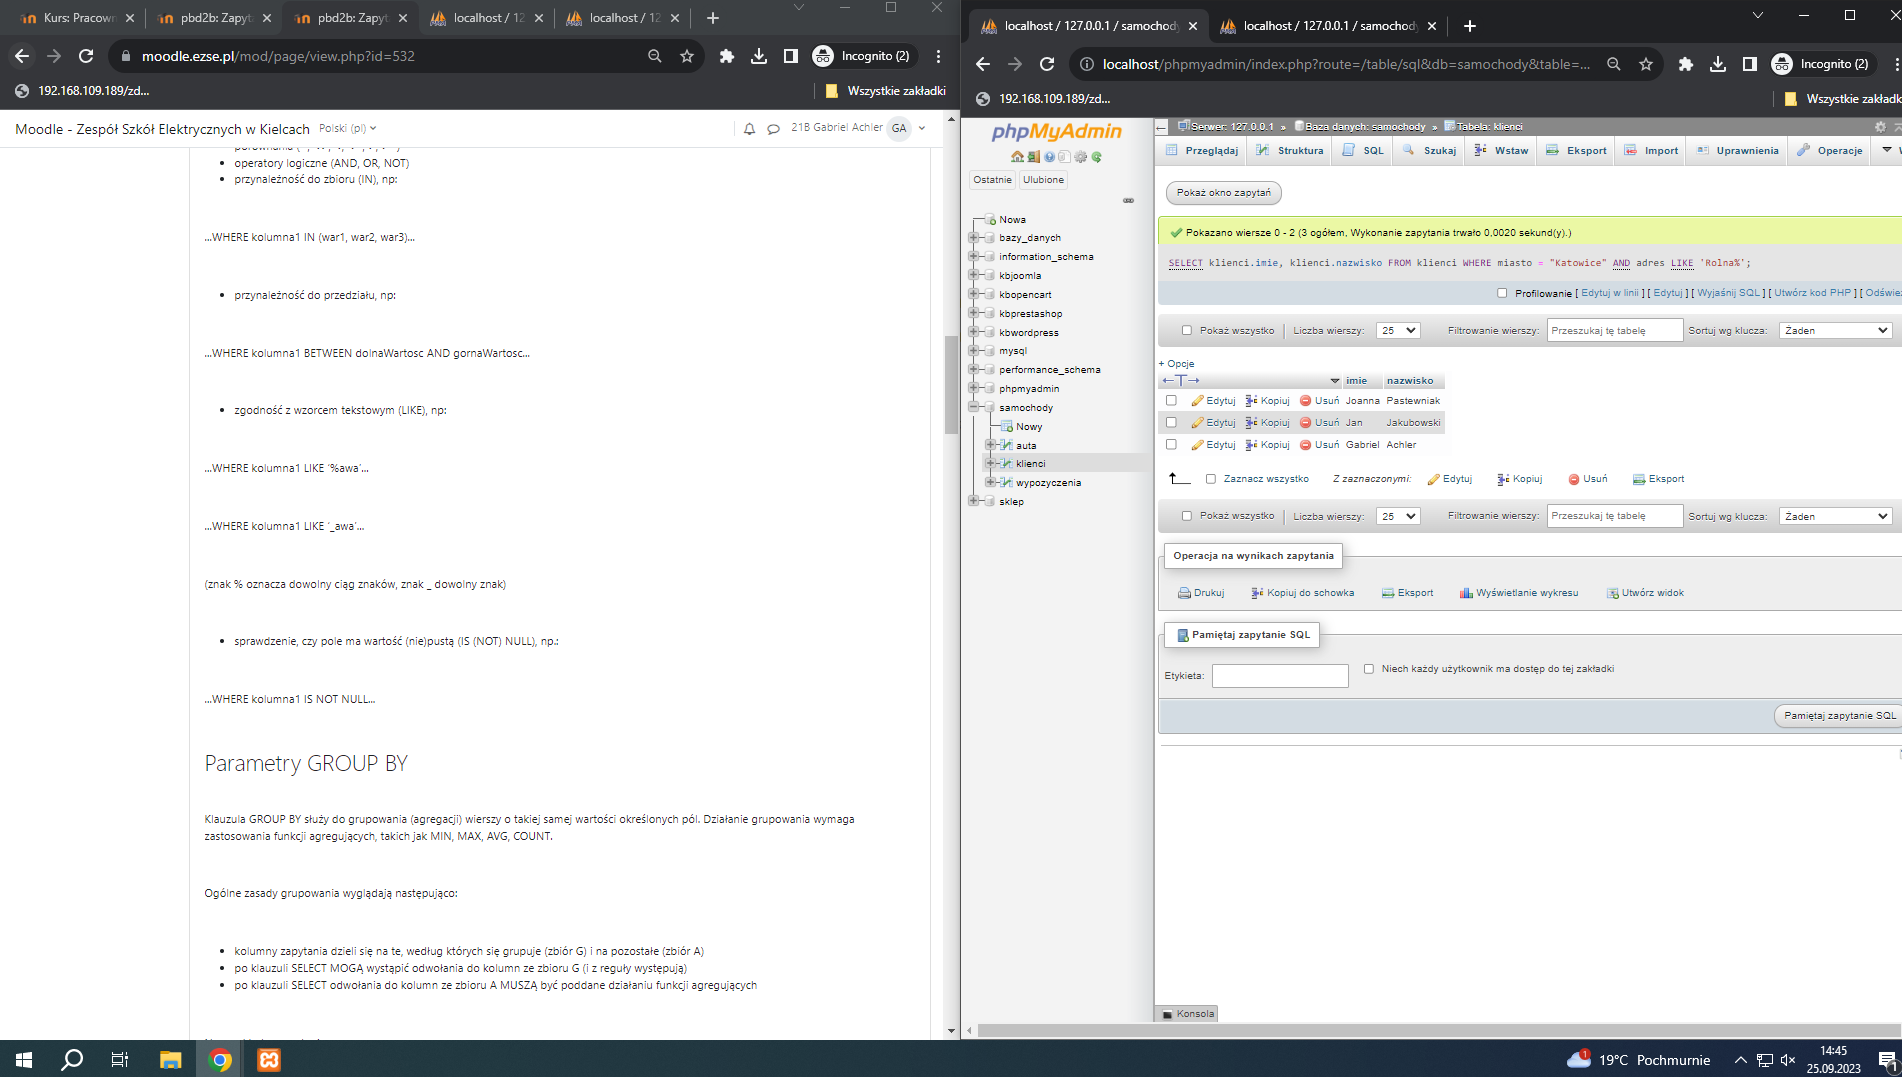 Kurs: Pracown
pbd2b: Zapyt
pbd2b: Zapyt
localhost / 12
localhost / 12
moodle.ezse.pl/mod/page/view.php?id=532
Incognito (2)
192.168.109.189/zd...
Wszystkie zakładki
Moodle - Zespół Szkół Elektrycznych w Kielcach
Polski (pl)
21B Gabriel Achler
GA
operatory logiczne (AND, OR, NOT)
przynależność do zbioru (IN), np:
...WHERE kolumna1 IN (war1, war2, war3)...
przynależność do przedziału, np:
...WHERE kolumna1 BETWEEN dolnaWartosc AND gornaWartosc...
zgodność z wzorcem tekstowym (LIKE), np:
...WHERE kolumna1 LIKE '%awa'...
...WHERE kolumna1 LIKE '_awa'...
(znak % oznacza dowolny ciąg znaków, znak _ dowolny znak)
sprawdzenie, czy pole ma wartość (nie)pustą (IS (NOT) NULL), np.:
...WHERE kolumna1 IS NOT NULL...
Parametry GROUP BY
Klauzula GROUP BY służy do grupowania (agregacji) wierszy o takiej samej wartości określonych pól. Działanie grupowania wymaga
zastosowania funkcji agregujących, takich jak MIN, MAX, AVG, COUNT.
Ogólne zasady grupowania wyglądają następująco:
kolumny zapytania dzieli się na te, według których się grupuje (zbiór G) i na pozostałe (zbiór A)
po klauzuli SELECT MOGĄ wystąpić odwołania do kolumn ze zbioru G (i z reguły występują)
po klauzuli SELECT odwołania do kolumn ze zbioru A MUSZĄ być poddane działaniu funkcji agregujących
localhost / 127.0.0.1 / samochody
localhost / 127.0.0.1 / samochody
localhost/phpmyadmin/index.php?route=/table/sql&db=samochody&table=...
Incognito (2)
192.168.109.189/zd...
Wszystkie zakładk
phpMyAdmin
Ostatnie
Ulubione
Nowa
bazy_danych
information_schema
kbjoomla
kbopencart
kbprestashop
kbwordpress
mysql
performance_schema
phpmyadmin
samochody
Nowy
auta
klienci
wypozyczenia
sklep
Serwer: 127.0.0.1 » Baza danych: samochody » Tabela: klienci
Przeglądaj
Struktura
SQL
Szukaj
Wstaw
Eksport
Import
Uprawnienia
Operacje
Pokaż okno zapytań
Pokazano wiersze 0 - 2 (3 ogółem, Wykonanie zapytania trwało 0,0020 sekund(y).)
SELECT klienci.imie, klienci.nazwisko FROM klienci WHERE miasto = "Katowice" AND adres LIKE 'Rolna%';
Profilowanie [ Edytuj w linii ] [ Edytuj ] [ Wyjaśnij SQL ] [ Utwórz kod PHP ] [ Odśwież
Pokaż wszystko
Liczba wierszy:
25
Filtrowanie wierszy:
Przeszukaj tę tabelę
Sortuj wg klucza:
Żaden
+ Opcje
←T→
imie
nazwisko
Edytuj Kopiuj Usuń Joanna Pastewniak
Edytuj Kopiuj Usuń Jan Jakubowski
Edytuj Kopiuj Usuń Gabriel Achler
Zaznacz wszystko
Z zaznaczonymi:
Edytuj
Kopiuj
Usuń
Eksport
Pokaż wszystko
Liczba wierszy:
25
Filtrowanie wierszy:
Przeszukaj tę tabelę
Sortuj wg klucza:
Żaden
Operacja na wynikach zapytania
Drukuj
Kopiuj do schowka
Eksport
Wyświetlanie wykresu
Utwórz widok
Pamiętaj zapytanie SQL
Etykieta:
Niech każdy użytkownik ma dostęp do tej zakładki
Pamiętaj zapytanie SQL
Konsola
19°C Pochmurnie
14:45
25.09.2023